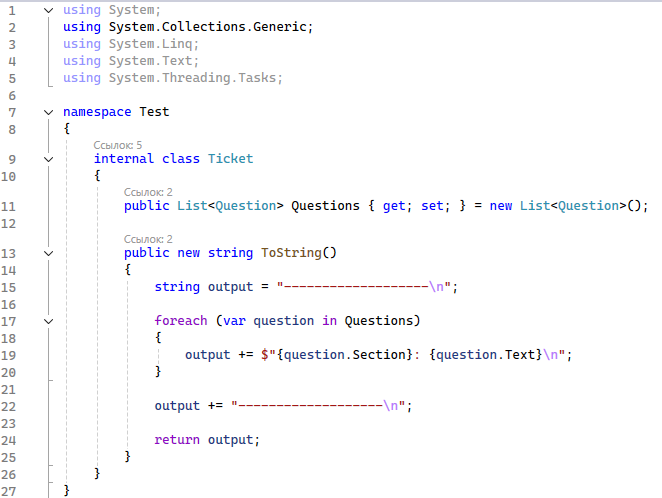 1 using System;
2 using System.Collections.Generic;
3 using System.Linq;
4 using System.Text;
5 using System.Threading.Tasks;
6
7 namespace Test
8 {
Ссылок: 5
9 internal class Ticket
10 {
Ссылок: 2
11 public List<Question> Questions { get; set; } = new List<Question>();
12
Ссылок: 2
13 public new string ToString()
14 {
15 string output = "-------------------\n";
16
17 foreach (var question in Questions)
18 {
19 output += $"{question.Section}: {question.Text}\n";
20 }
21
22 output += "-------------------\n";
23
24 return output;
25 }
26 }
27 }